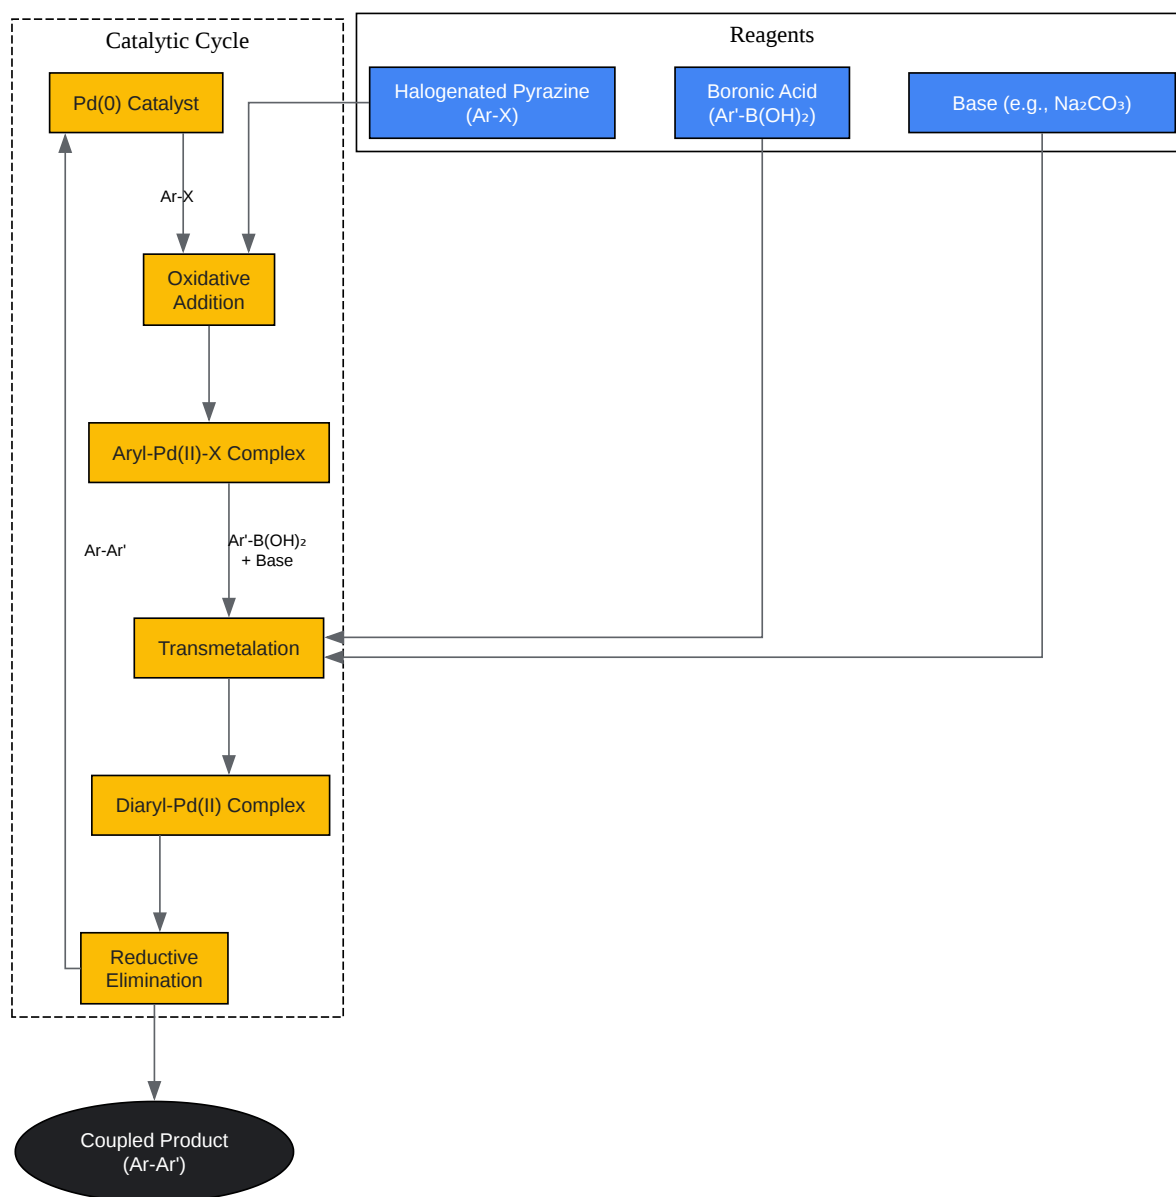 Catalytic Cycle
Reagents
Pd(0) Catalyst
Halogenated Pyrazine
(Ar-X)
Boronic Acid
(Ar'-B(OH)₂)
Base (e.g., Na₂CO₃)
Ar-X
Oxidative
Addition
Aryl-Pd(II)-X Complex
Ar-Ar'
Ar'-B(OH)₂
+ Base
Transmetalation
Diaryl-Pd(II) Complex
Reductive
Elimination
Coupled Product
(Ar-Ar')